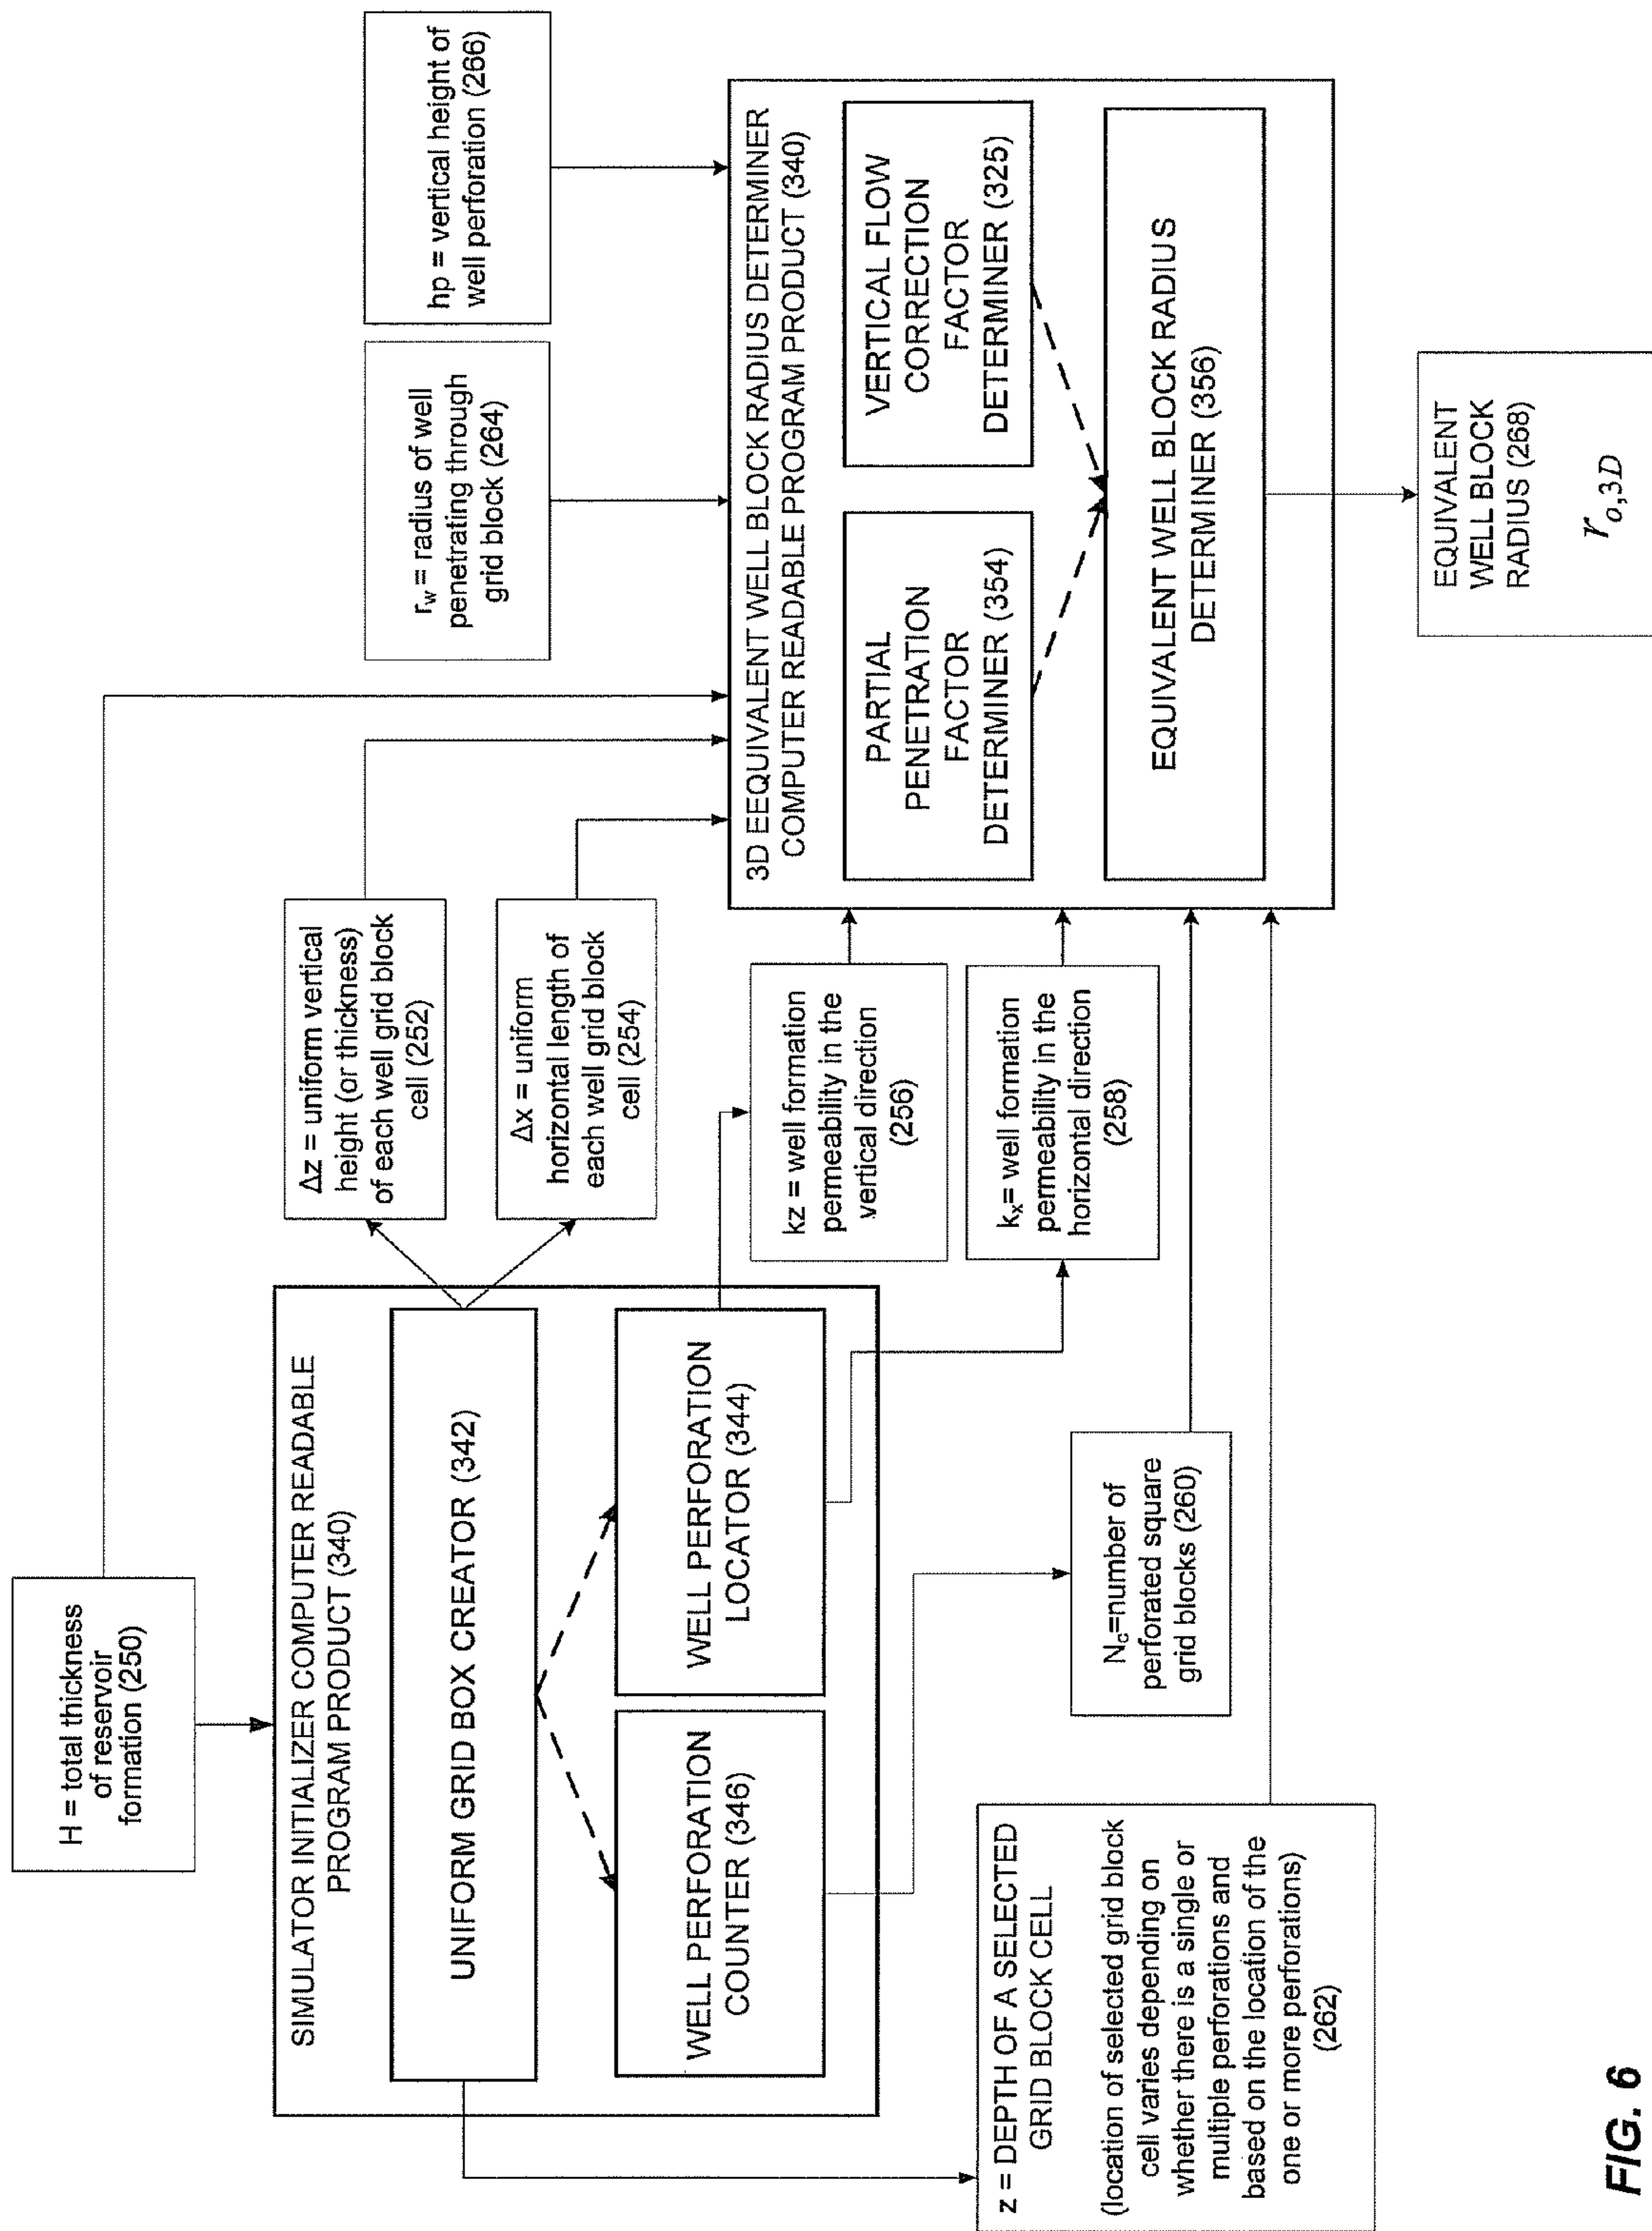 H = total thickness
of reservoir
formation (250)
SIMULATOR INITIALIZER COMPUTER READABLE
PROGRAM PRODUCT (340)
UNIFORM GRID BOX CREATOR (342)
WELL PERFORATION
COUNTER (346)
WELL PERFORATION
LOCATOR (344)
z = DEPTH OF A SELECTED
GRID BLOCK CELL
(location of selected grid block
cell varies depending on
whether there is a single or
multiple perforations and
based on the location of the
one or more perforations)
(262)
N_c=number of
perforated square
grid blocks (260)
Δz = uniform vertical
height (or thickness)
of each well grid block
cell (252)
Δx = uniform
horizontal length of
each well grid block
cell (254)
kz = well formation
permeability in the
vertical direction
(256)
k_x= well formation
permeability in the
horizontal direction
(258)
r_w = radius of well
penetrating through
grid block (264)
hp = vertical height of
well perforation (266)
3D EEQUIVALENT WELL BLOCK RADIUS DETERMINER
COMPUTER READABLE PROGRAM PRODUCT (340)
PARTIAL
PENETRATION
FACTOR
DETERMINER (354)
VERTICAL FLOW
CORRECTION
FACTOR
DETERMINER (325)
EQUIVALENT WELL BLOCK RADIUS
DETERMINER (356)
EQUIVALENT
WELL BLOCK
RADIUS (268)
r_{o,3D}
FIG. 6